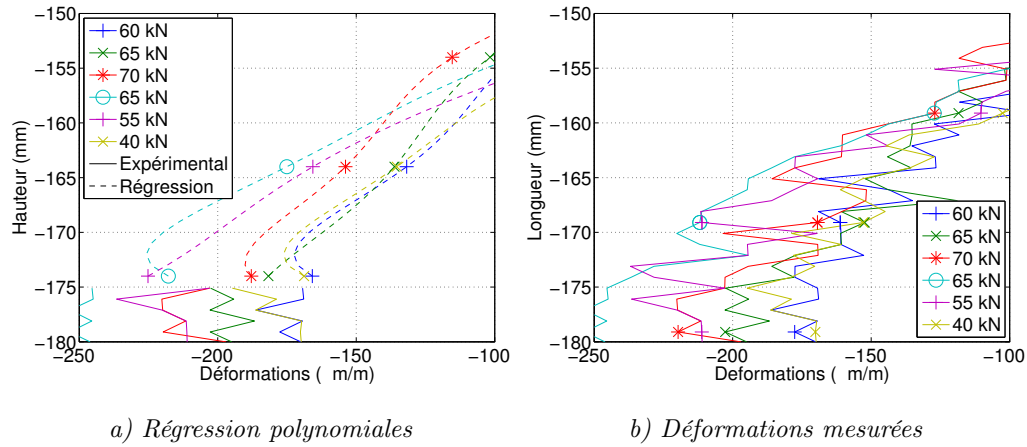 −150
−155
−160
−165
−170
−175
−180
−250
−200
−150
−100
Hauteur (mm)
Déformations ( m/m)
60 kN
65 kN
70 kN
65 kN
55 kN
40 kN
Expérimental
Régression
a) Régression polynomiales
−150
−155
−160
−165
−170
−175
−180
−250
−200
−150
−100
Longueur (mm)
Deformations ( m/m)
60 kN
65 kN
70 kN
65 kN
55 kN
40 kN
b) Déformations mesurées